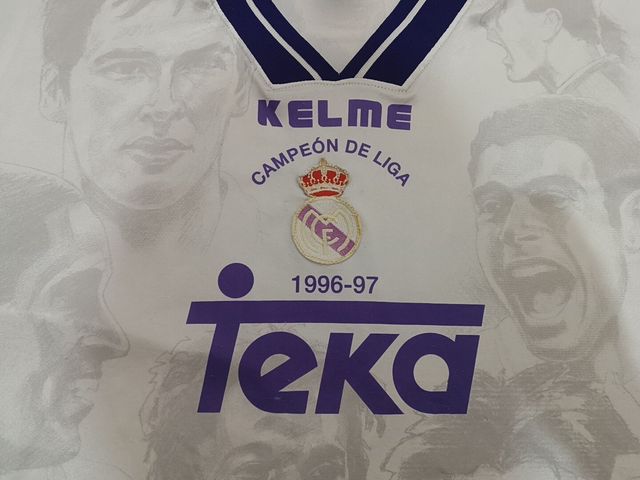 KELME
CAMPEÓN DE LIGA
1996-97
Teka